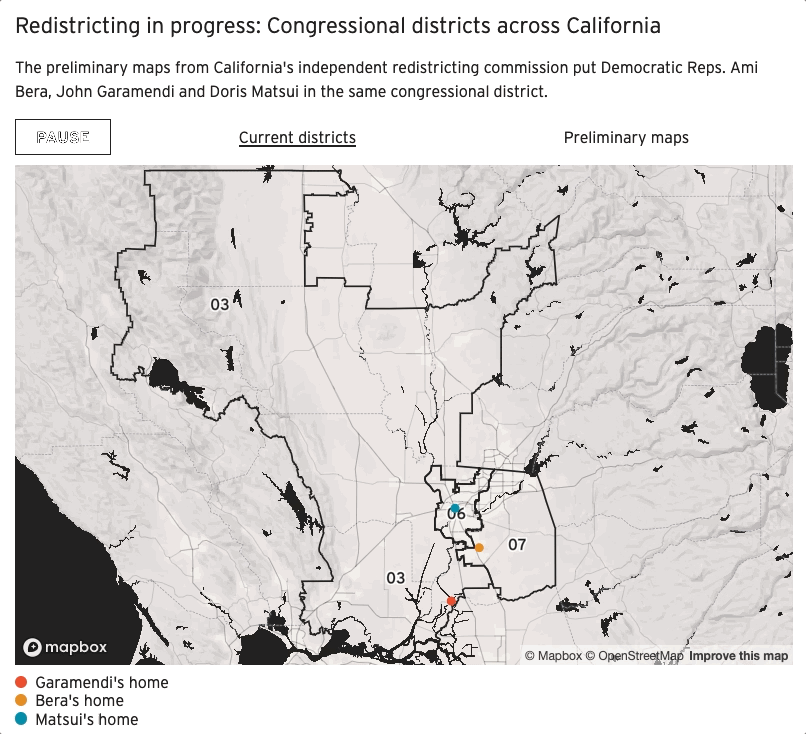 Redistricting in progress: Congressional districts across California
The preliminary maps from California's independent redistricting commission put Democratic Reps. Ami
Bera, John Garamendi and Doris Matsui in the same congressional district.
PAUSE
Current districts
Preliminary maps
03
06
07
03
mapbox
© Mapbox © OpenStreetMap Improve this map
Garamendi's home
Bera's home
Matsui's home